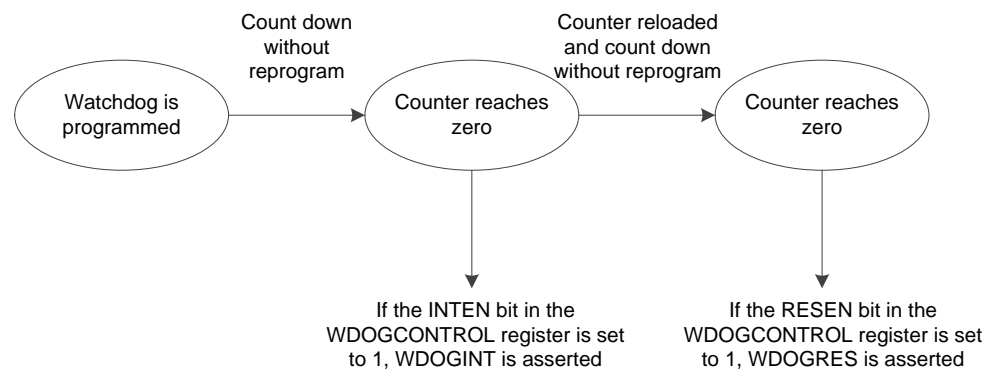 Count down
without
reprogram
Counter reloaded
and count down
without reprogram
Watchdog is
programmed
Counter reaches
zero
Counter reaches
zero
If the INTEN bit in the
WDOGCONTROL register is set
to 1, WDOGINT is asserted
If the RESEN bit in the
WDOGCONTROL register is set
to 1, WDOGRES is asserted